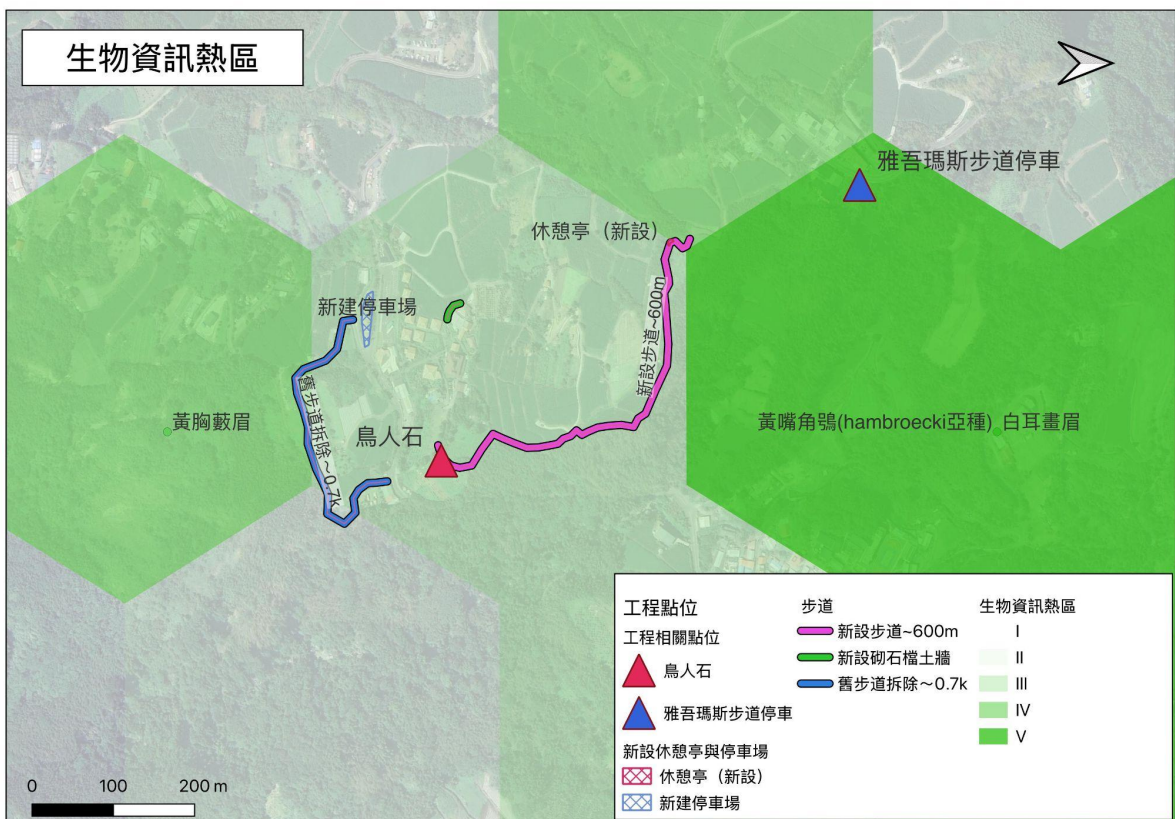 生物資訊熱區
雅吾瑪斯步道停車
休憩亭（新設）
新建停車場
新設步道~600m
舊步道拆除～0.7k
黃胸藪眉
鳥人石
黃嘴角鴞(hambroecki亞種)
白耳畫眉
工程點位
工程相關點位
鳥人石
雅吾瑪斯步道停車
新設休憩亭與停車場
休憩亭（新設）
新建停車場
步道
新設步道~600m
新設砌石檔土牆
舊步道拆除～0.7k
生物資訊熱區
I
II
III
IV
V
0 100 200 m